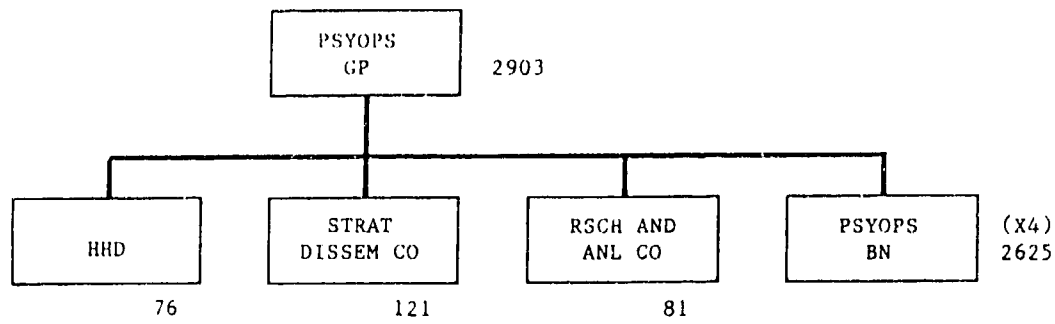 PSYOPS
GP
2903
HHD
STRAT
DISSEM CO
RSCH AND
ANL CO
PSYOPS
BN
(X4)
2625
76
121
81